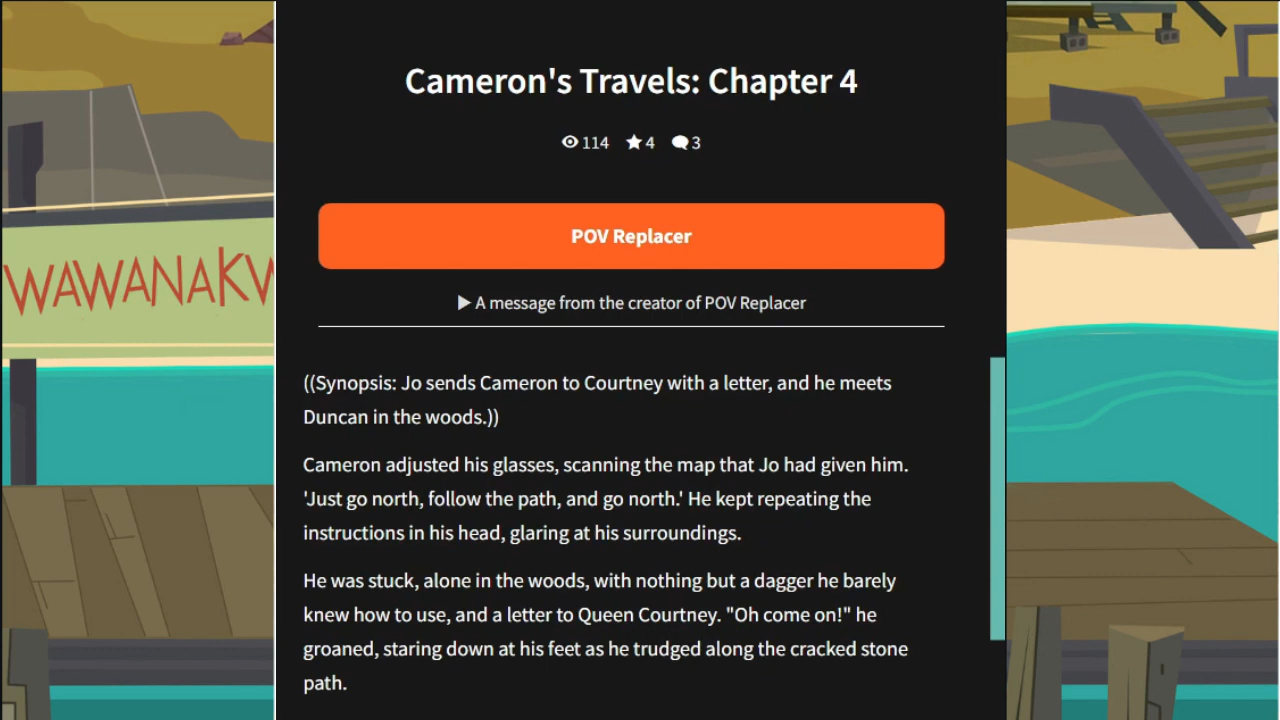 Cameron's Travels: Chapter 4
114 4 3
POV Replacer
▶ A message from the creator of POV Replacer
WAWANAKW
((Synopsis: Jo sends Cameron to Courtney with a letter, and he meets
Duncan in the woods.))
Cameron adjusted his glasses, scanning the map that Jo had given him.
'Just go north, follow the path, and go north.' He kept repeating the
instructions in his head, glaring at his surroundings.
He was stuck, alone in the woods, with nothing but a dagger he barely
knew how to use, and a letter to Queen Courtney. "Oh come on!" he
groaned, staring down at his feet as he trudged along the cracked stone
path.